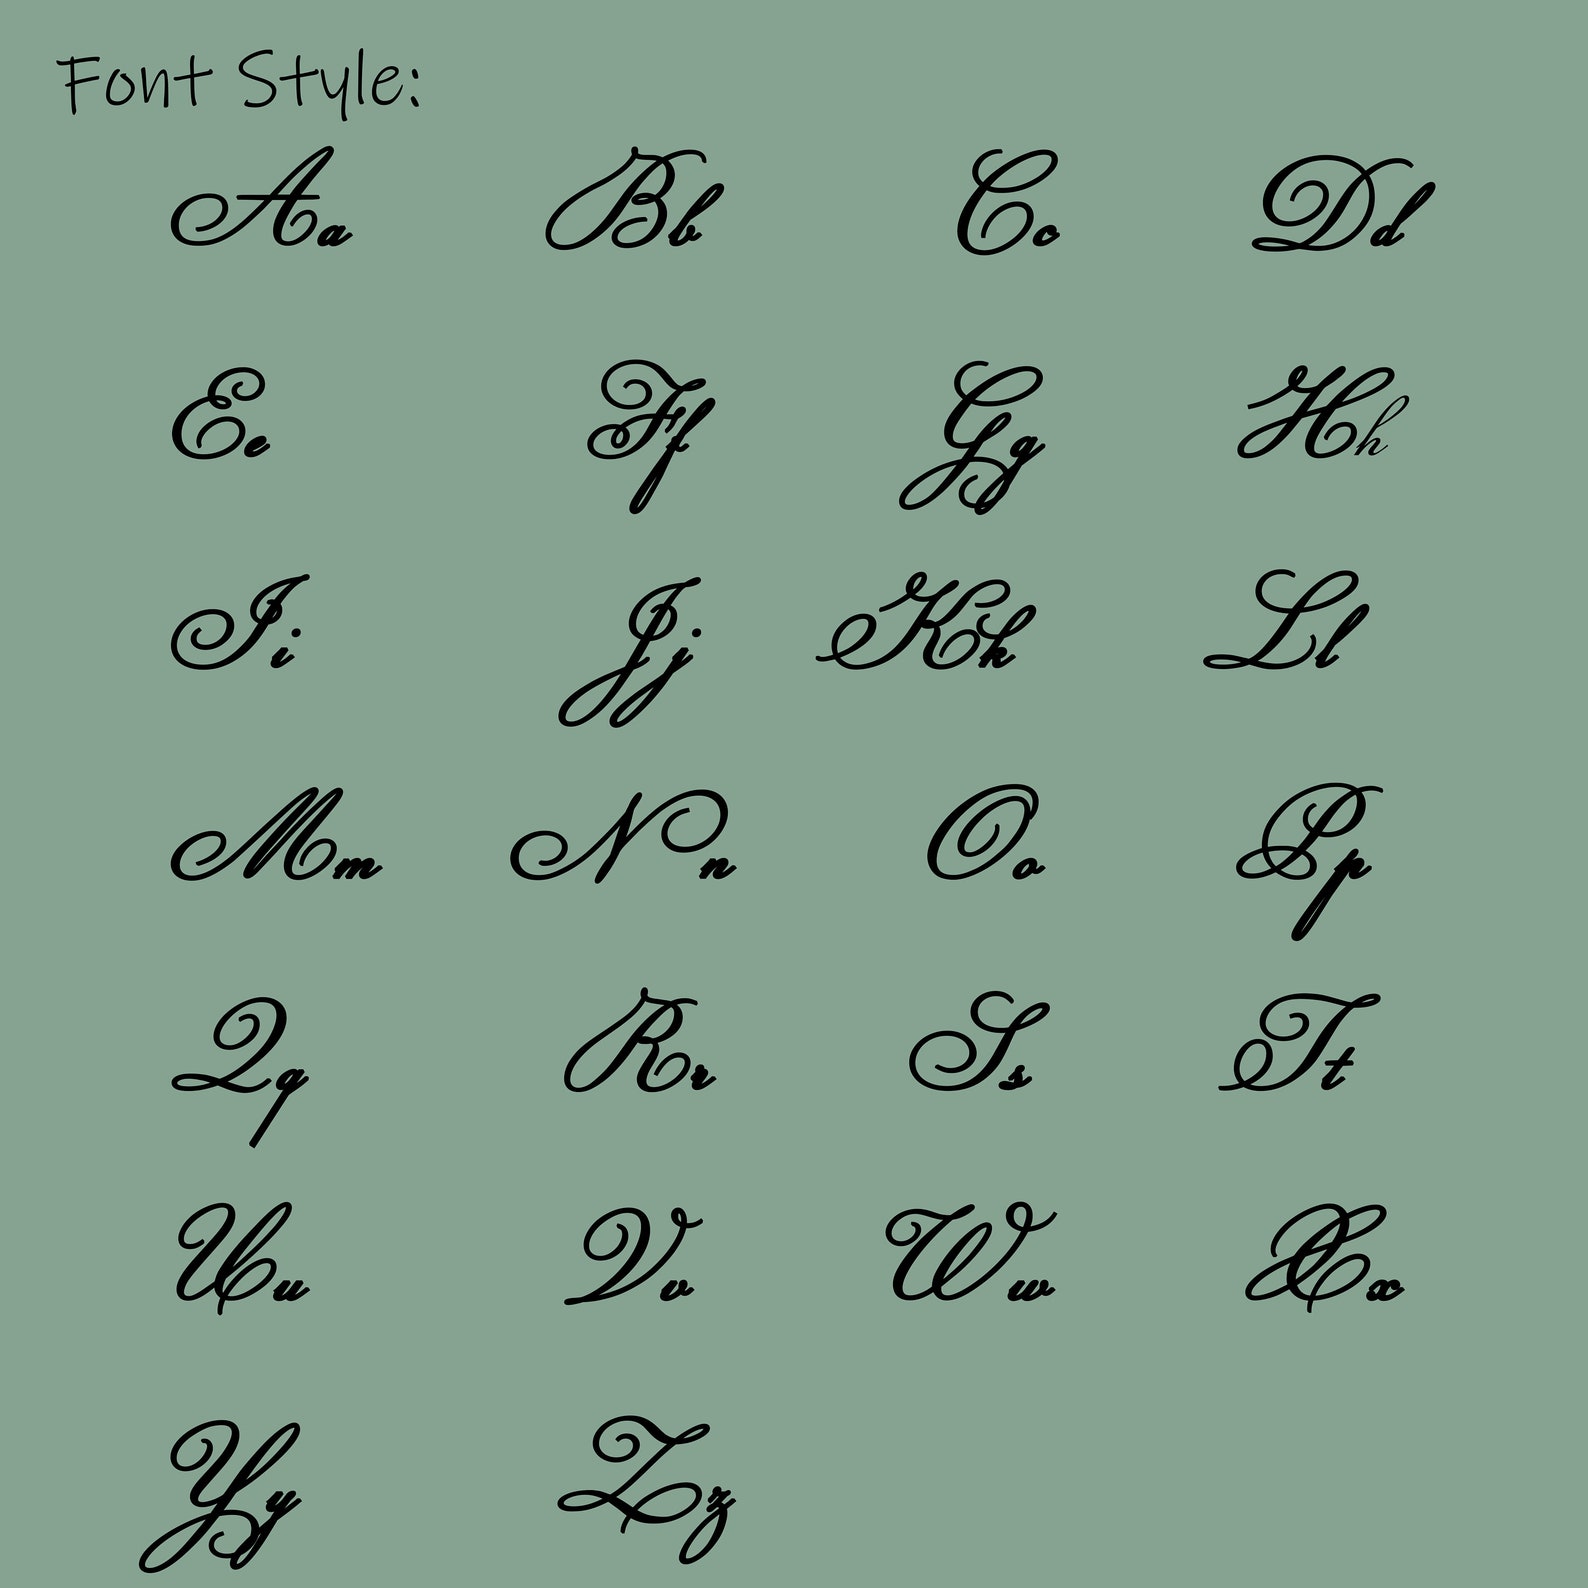 Font Style:
Aa Bb Cc Dd
Ee Ff Gg Hh
Ii Jj Kk Ll
Mm Nn Oo Pp
Qq Rr Ss Tt
Uu Vv Ww Xx
Yy Zz